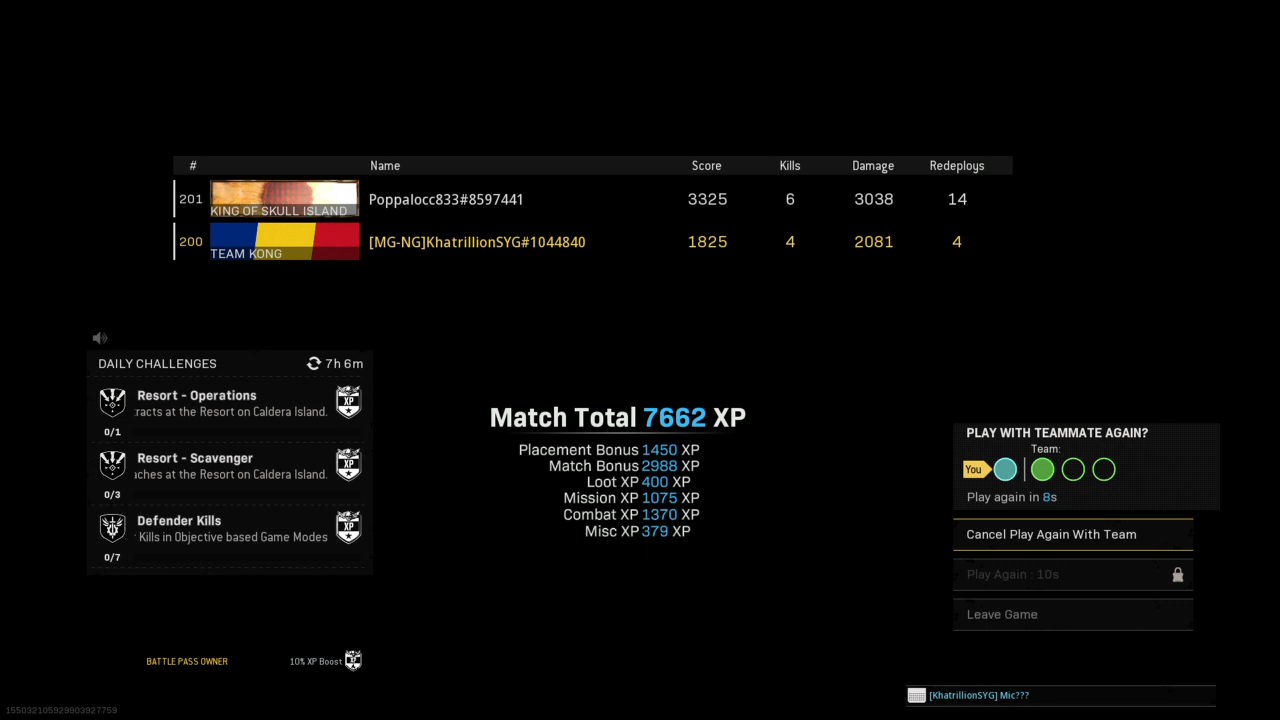 # Name Score Kills Damage Redeploys
201 KING OF SKULL ISLAND Poppalocc833#8597441 3325 6 3038 14
200 TEAM KONG [MG-NG]KhatrillionSYG#1044840 1825 4 2081 4
DAILY CHALLENGES 7h 6m
Resort - Operations XP
racts at the Resort on Caldera Island.
0/1
Resort - Scavenger XP
aches at the Resort on Caldera Island.
0/3
Defender Kills XP
Kills in Objective based Game Modes
0/7
BATTLE PASS OWNER 10% XP Boost
Match Total 7662 XP
Placement Bonus 1450 XP
Match Bonus 2988 XP
Loot XP 400 XP
Mission XP 1075 XP
Combat XP 1370 XP
Misc XP 379 XP
PLAY WITH TEAMMATE AGAIN?
Team:
You
Play again in 8s
Cancel Play Again With Team
Play Again : 10s
Leave Game
[KhatrillionSYG] Mic???
155032105929903927759